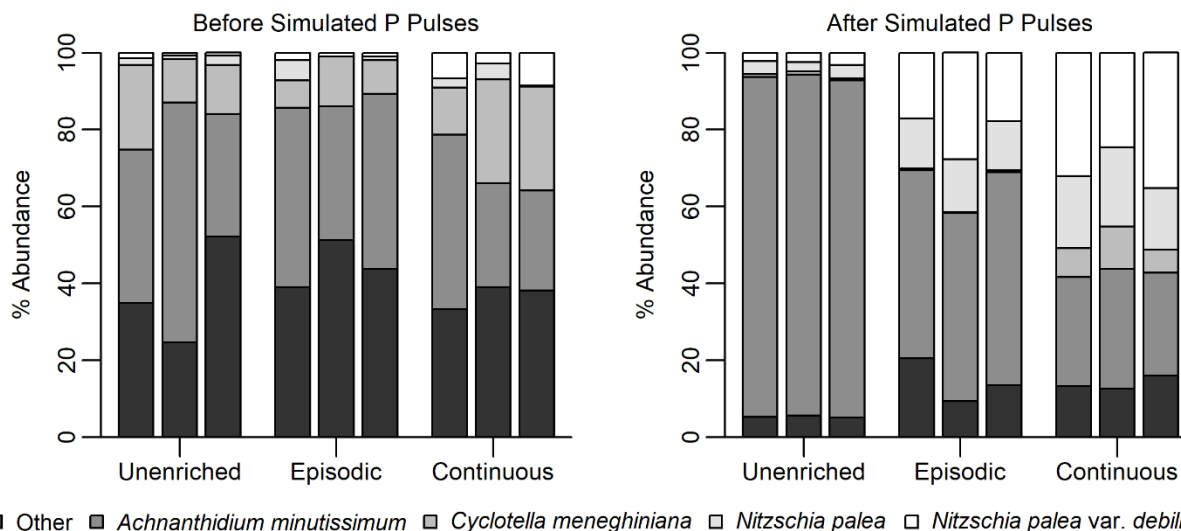 Before Simulated P Pulses
After Simulated P Pulses
% Abundance
100
80
60
40
20
0
Unenriched Episodic Continuous
% Abundance
100
80
60
40
20
0
Unenriched Episodic Continuous
Other Achnanthidium minutissimum Cyclotella meneghiniana Nitzschia palea Nitzschia palea var. debil